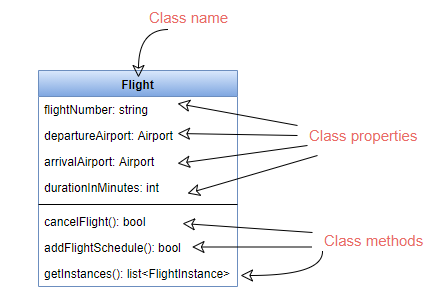 Class name
Flight
flightNumber: string
departureAirport: Airport
arrivalAirport: Airport
durationInMinutes: int
Class properties
cancelFlight(): bool
addFlightSchedule(): bool
getInstances(): list<FlightInstance>
Class methods